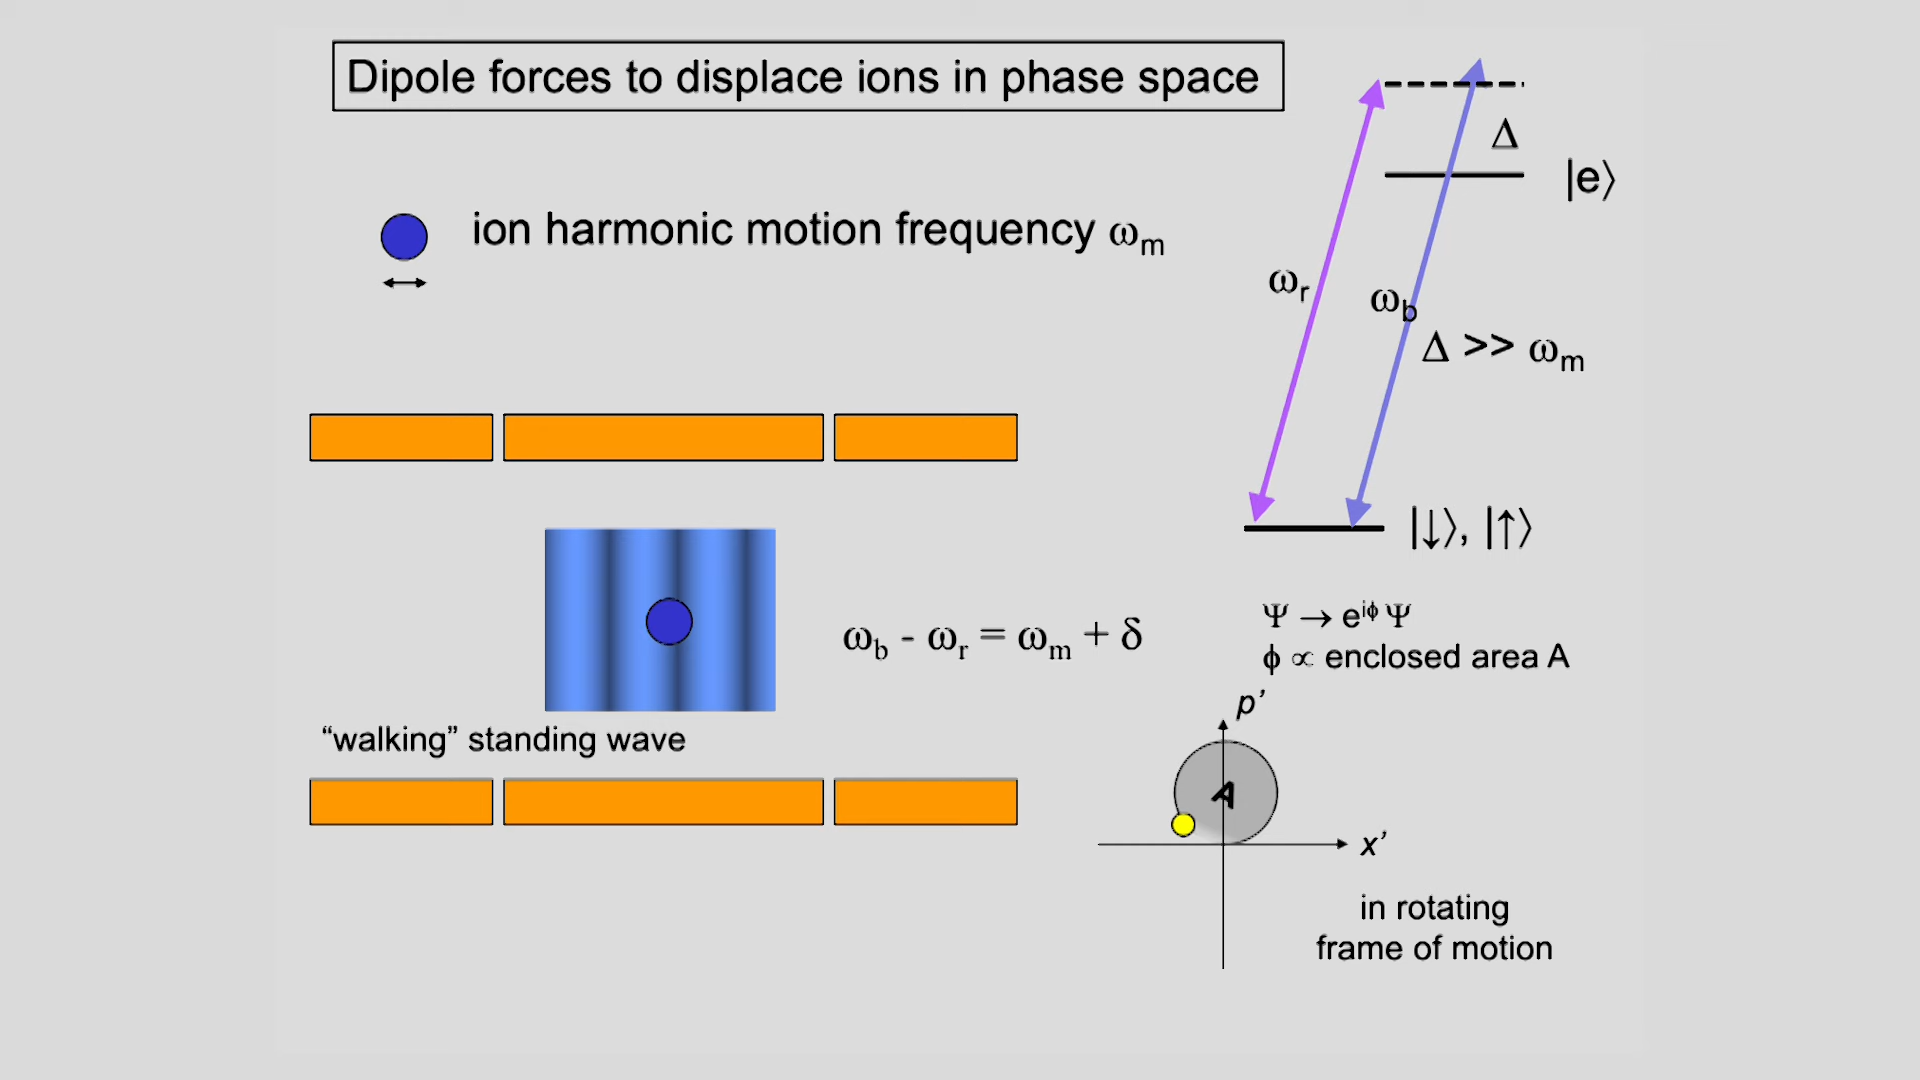 Dipole forces to displace ions in phase space
Δ
|e⟩
ion harmonic motion frequency ωm
ωr
ωb
Δ >> ωm
|↓⟩, |↑⟩
Ψ → e^iϕ Ψ
ϕ ∝ enclosed area A
ωb - ωr = ωm + δ
p’
“walking” standing wave
A
x’
in rotating
frame of motion